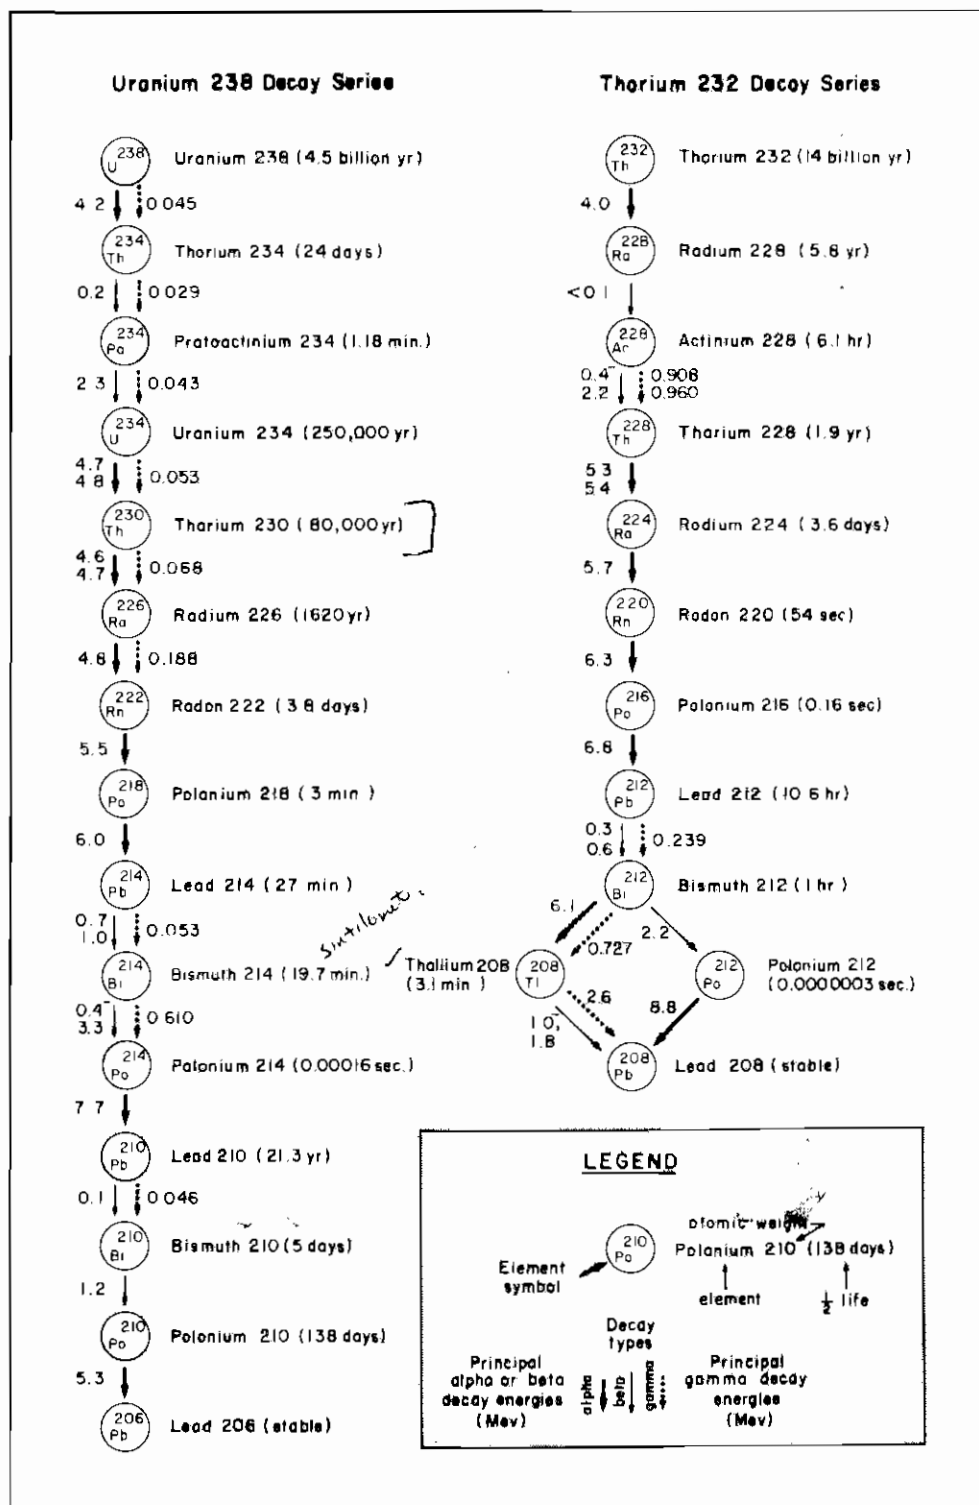 Uranium 238 Decay Series
238
U
Uranium 238 (4.5 billion yr)
4 2
0.045
234
Th
Thorium 234 (24 days)
0.2
0 029
234
Pa
Protoactinium 234 (1.18 min.)
2 3
0.043
234
U
Uranium 234 (250,000 yr)
4.7
4 8
0.053
230
Th
Thorium 230 (80,000 yr)
4.6
4.7
0.068
226
Ra
Radium 226 (1620 yr)
4.8
0.188
222
Rn
Radon 222 (3 8 days)
5.5
218
Po
Polonium 218 (3 min )
6.0
214
Pb
Lead 214 (27 min )
0.7
1.0
0.053
214
Bi
Bismuth 214 (19.7 min.)
0.4-
3.3
0 610
214
Po
Polonium 214 (0.00016 sec.)
7 7
210
Pb
Lead 210 (21.3 yr)
0.1
0 046
210
Bi
Bismuth 210 (5 days)
1.2
210
Po
Polonium 210 (138 days)
5.3
206
Pb
Lead 206 (stable)
Thorium 232 Decay Series
232
Th
Thorium 232 (14 billion yr)
4.0
228
Ra
Radium 228 (5.8 yr)
<0 1
228
Ac
Actinium 228 (6.1 hr)
0.4-
2.2
0.908
0.960
228
Th
Thorium 228 (1.9 yr)
5 3
5 4
224
Ra
Radium 224 (3.6 days)
5.7
220
Rn
Radon 220 (54 sec)
6.3
216
Po
Polonium 216 (0.16 sec)
6.8
212
Pb
Lead 212 (10 6 hr)
0.3
0.6
0.239
212
Bi
Bismuth 212 (1 hr)
6.1
0.727
2.2
Thallium 208
(3.1 min)
208
Tl
212
Po
Polonium 212
(0.0000003 sec.)
2.6
1 0,
1.8
8.8
208
Pb
Lead 208 (stable)
LEGEND
atomic weight
210
Po
Polonium 210 (138 days)
Element
symbol
element
½ life
Decay
types
Principal
alpha or beta
decay energies
(Mev)
alpha
beta
gamma
Principal
gamma decay
energies
(Mev)